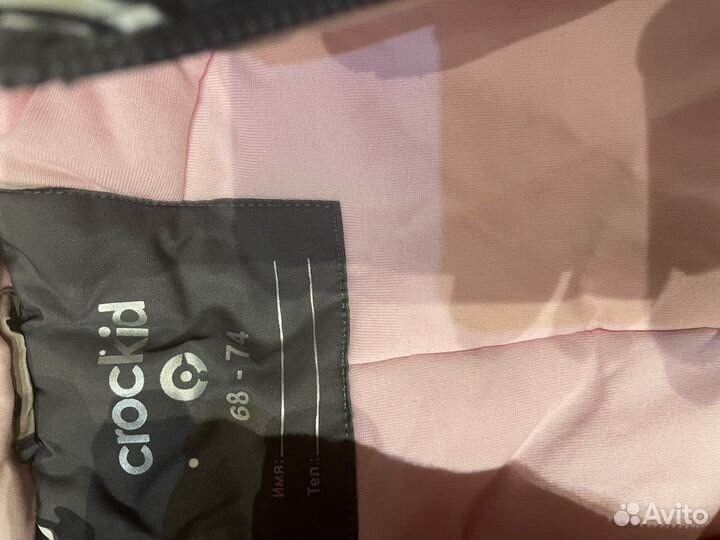 crockid
68 - 74
Имя:
Тел.:
Avito